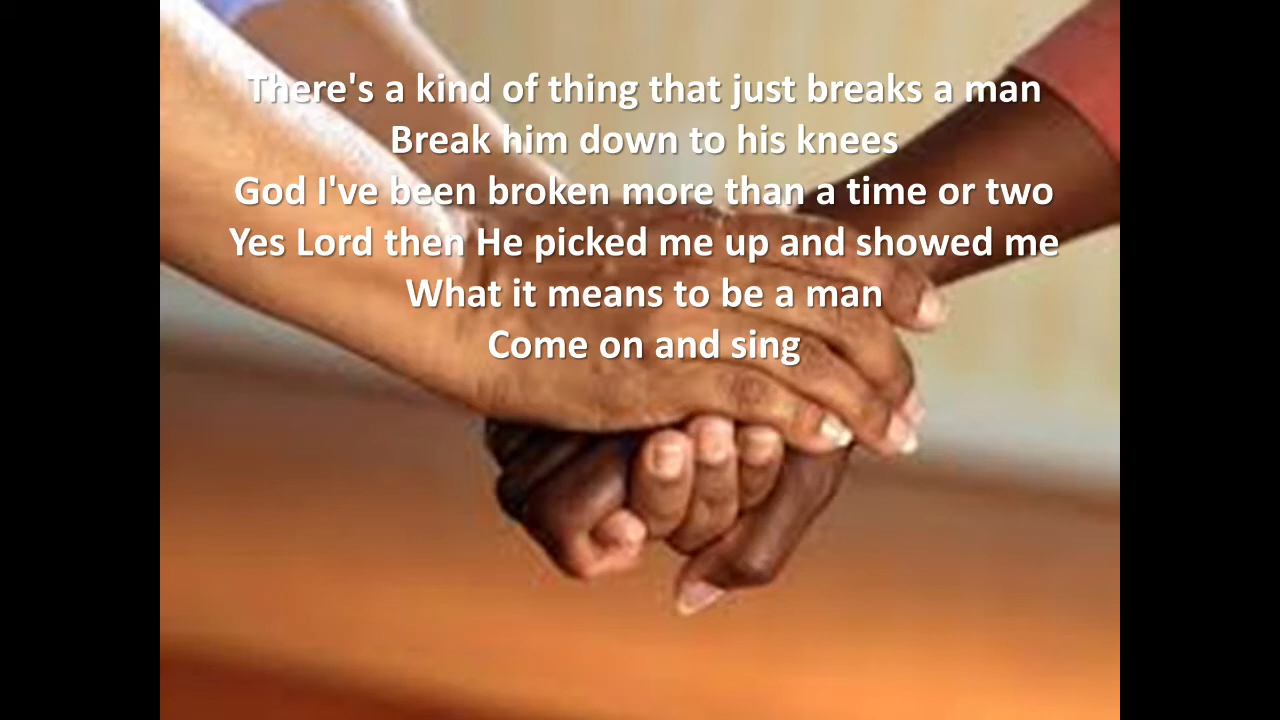 There's a kind of thing that just breaks a man
Break him down to his knees
God I've been broken more than a time or two
Yes Lord then He picked me up and showed me
What it means to be a man
Come on and sing